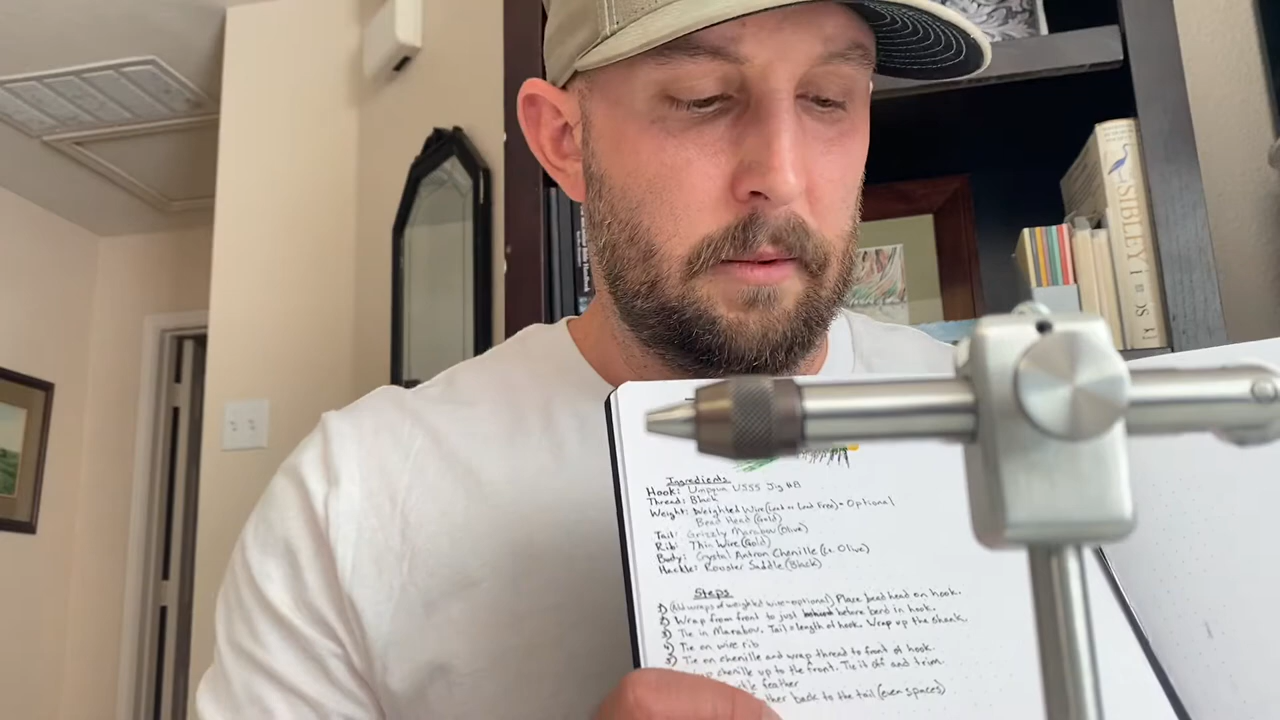 SIBLEY
Ingredients
Hook: Umpqua U555 Jig #8
Thread: Black
Weight: Weighted Wire (Lead or Lead Free) - Optional
Bead Head (Gold)
Tail: Grizzly Marabou (Olive)
Rib: Thin Wire (Gold)
Body: Crystal Antron Chenille (Lt. Olive)
Hackle: Rooster Saddle (Black)
Steps
1) (Add wraps of weighted wire-optional) Place bead head on hook.
2) Wrap from front to just before bend in hook.
3) Tie in Marabou. Tail = length of hook. Wrap up the shank.
4) Tie on wire rib
5) Tie on chenille and wrap thread to front of hook.
chenille up to the front. Tie it off and trim.
feather
back to the tail (even spaces)